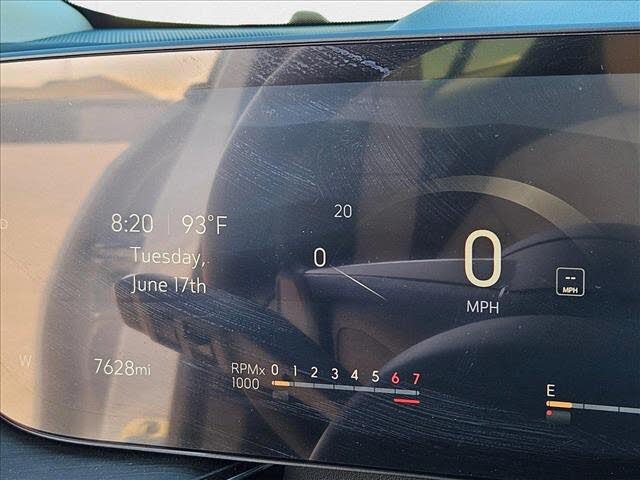 D
8:20 | 93°F
20
Tuesday,
June 17th
0
0
--
MPH
MPH
W
7628mi
RPMx
1000
0 1 2 3 4 5 6 7
E